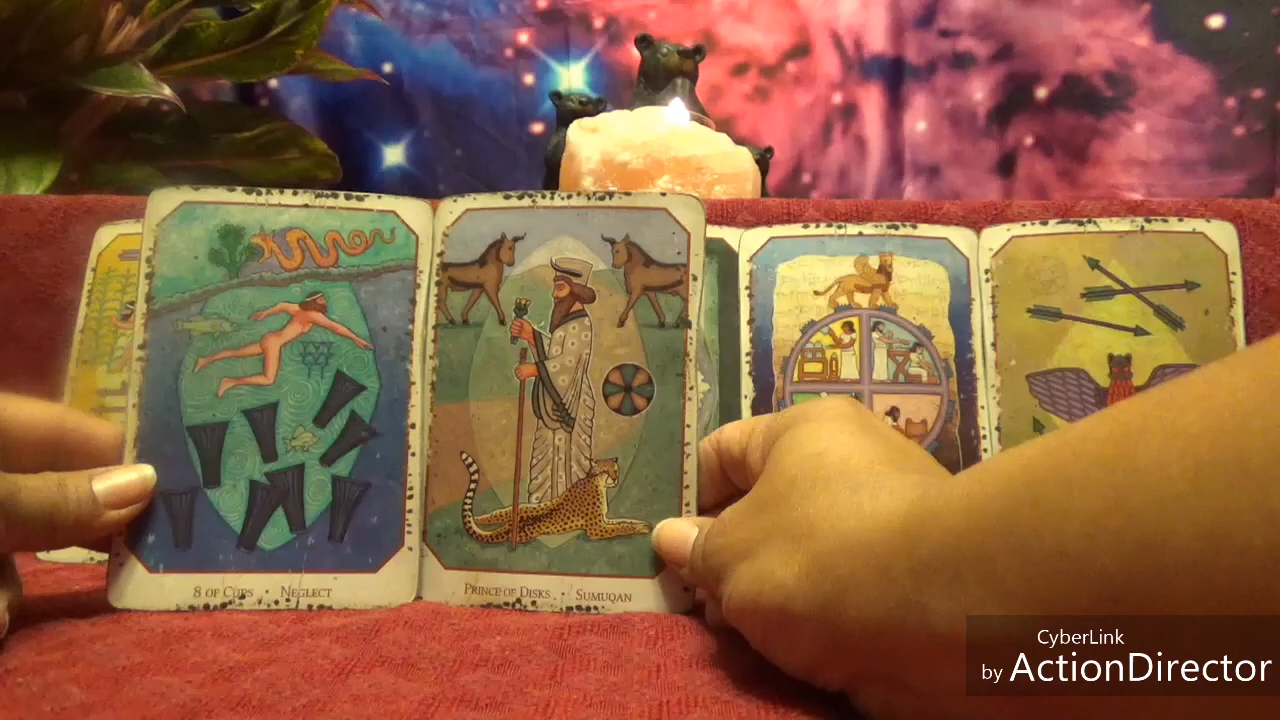 8 OF CUPS • NEGLECT
PRINCE OF DISKS • SUMUQAN
CyberLink
by ActionDirector